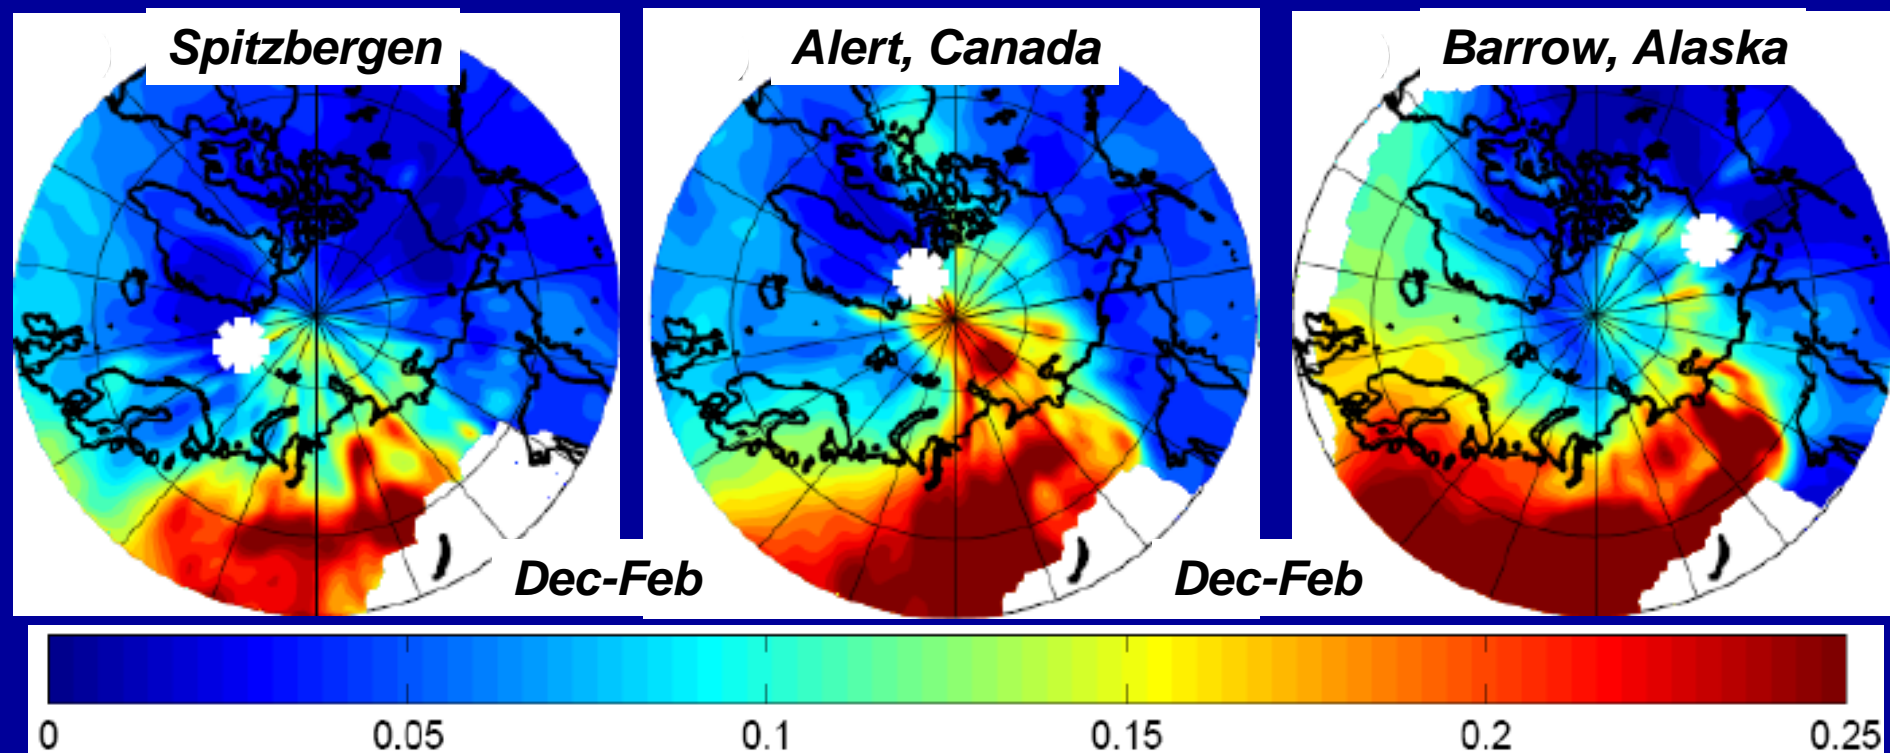 Spitzbergen
Alert, Canada
Barrow, Alaska
Dec-Feb
Dec-Feb
0 0.05 0.1 0.15 0.2 0.25